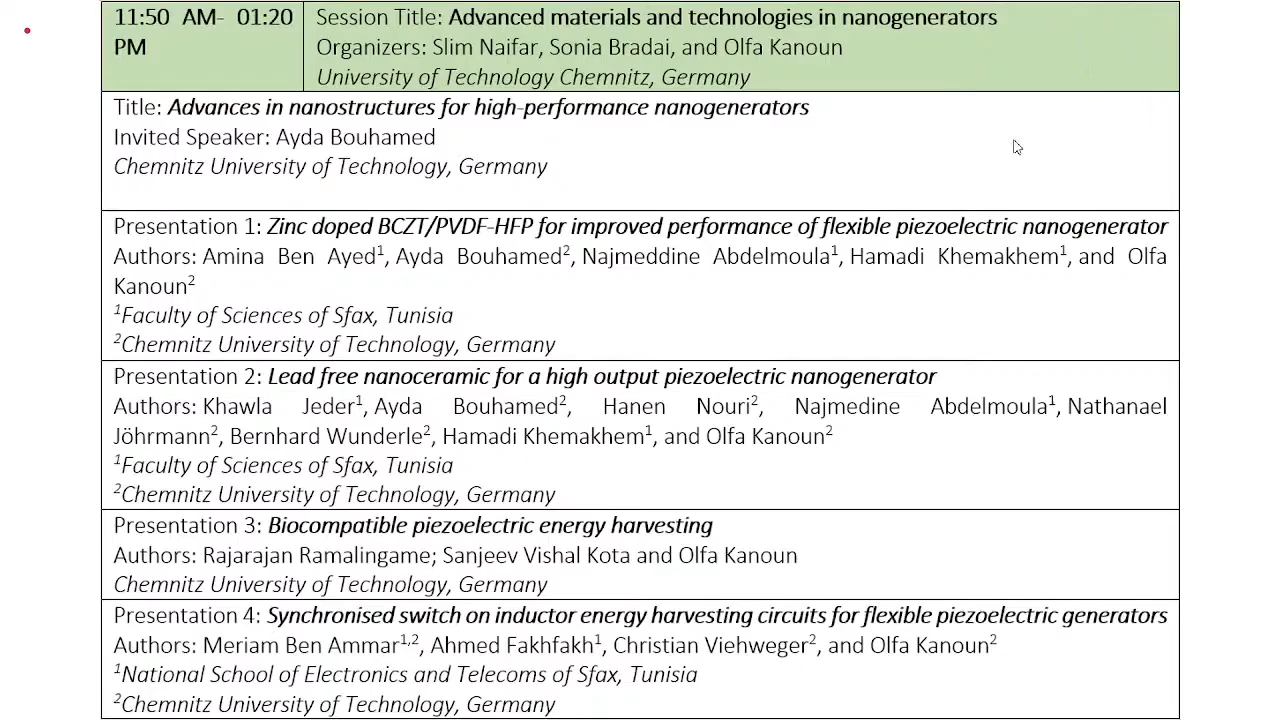 11:50 AM- 01:20
PM
Session Title: Advanced materials and technologies in nanogenerators
Organizers: Slim Naifar, Sonia Bradai, and Olfa Kanoun
University of Technology Chemnitz, Germany
Title: Advances in nanostructures for high-performance nanogenerators
Invited Speaker: Ayda Bouhamed
Chemnitz University of Technology, Germany
Presentation 1: Zinc doped BCZT/PVDF-HFP for improved performance of flexible piezoelectric nanogenerator
Authors: Amina Ben Ayed¹, Ayda Bouhamed², Najmeddine Abdelmoula¹, Hamadi Khemakhem¹, and Olfa
Kanoun²
¹Faculty of Sciences of Sfax, Tunisia
²Chemnitz University of Technology, Germany
Presentation 2: Lead free nanoceramic for a high output piezoelectric nanogenerator
Authors: Khawla Jeder¹, Ayda Bouhamed², Hanen Nouri², Najmedine Abdelmoula¹, Nathanael
Jöhrmann², Bernhard Wunderle², Hamadi Khemakhem¹, and Olfa Kanoun²
¹Faculty of Sciences of Sfax, Tunisia
²Chemnitz University of Technology, Germany
Presentation 3: Biocompatible piezoelectric energy harvesting
Authors: Rajarajan Ramalingame; Sanjeev Vishal Kota and Olfa Kanoun
Chemnitz University of Technology, Germany
Presentation 4: Synchronised switch on inductor energy harvesting circuits for flexible piezoelectric generators
Authors: Meriam Ben Ammar¹,², Ahmed Fakhfakh¹, Christian Viehweger², and Olfa Kanoun²
¹National School of Electronics and Telecoms of Sfax, Tunisia
²Chemnitz University of Technology, Germany